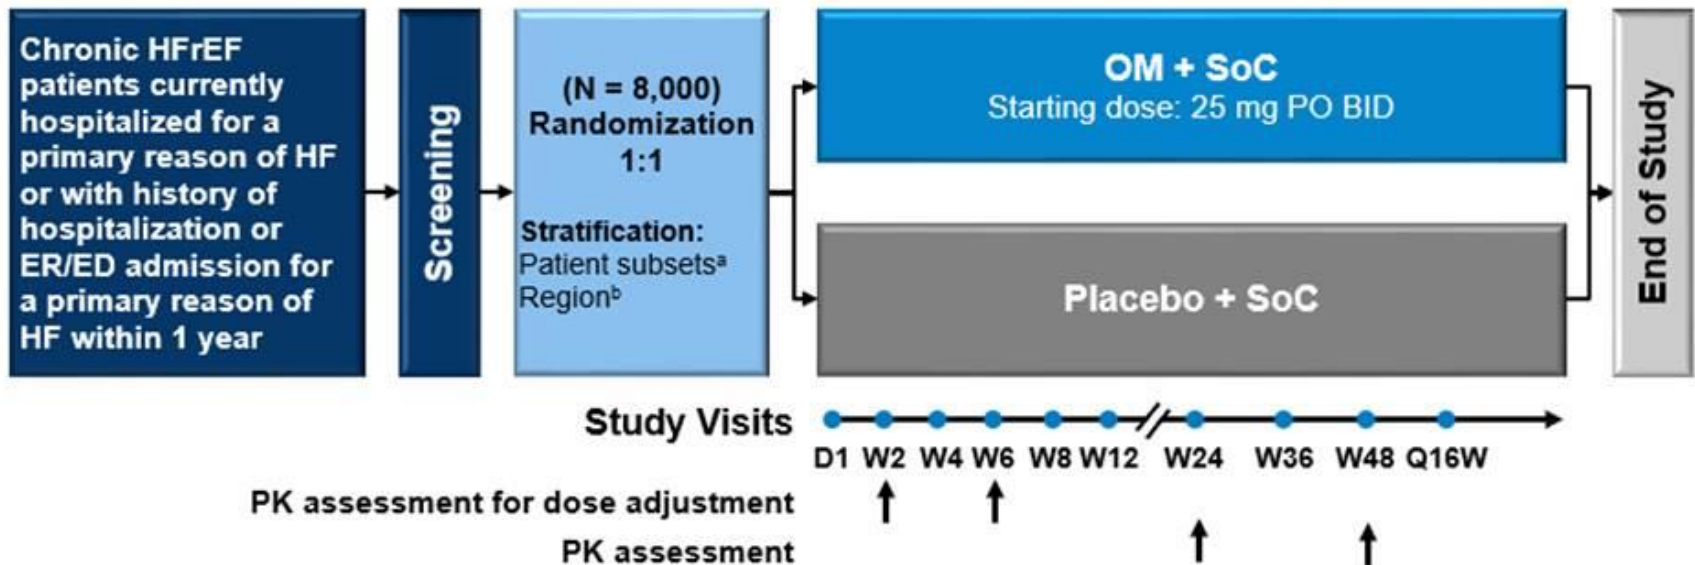 Chronic HFrEF
patients currently
hospitalized for a
primary reason of HF
or with history of
hospitalization or
ER/ED admission for
a primary reason of
HF within 1 year
Screening
(N = 8,000)
Randomization
1:1
Stratification:
Patient subsetsᵃ
Regionᵇ
OM + SoC
Starting dose: 25 mg PO BID
Placebo + SoC
End of Study
Study Visits
D1 W2 W4 W6 W8 W12 W24 W36 W48 Q16W
PK assessment for dose adjustment
PK assessment